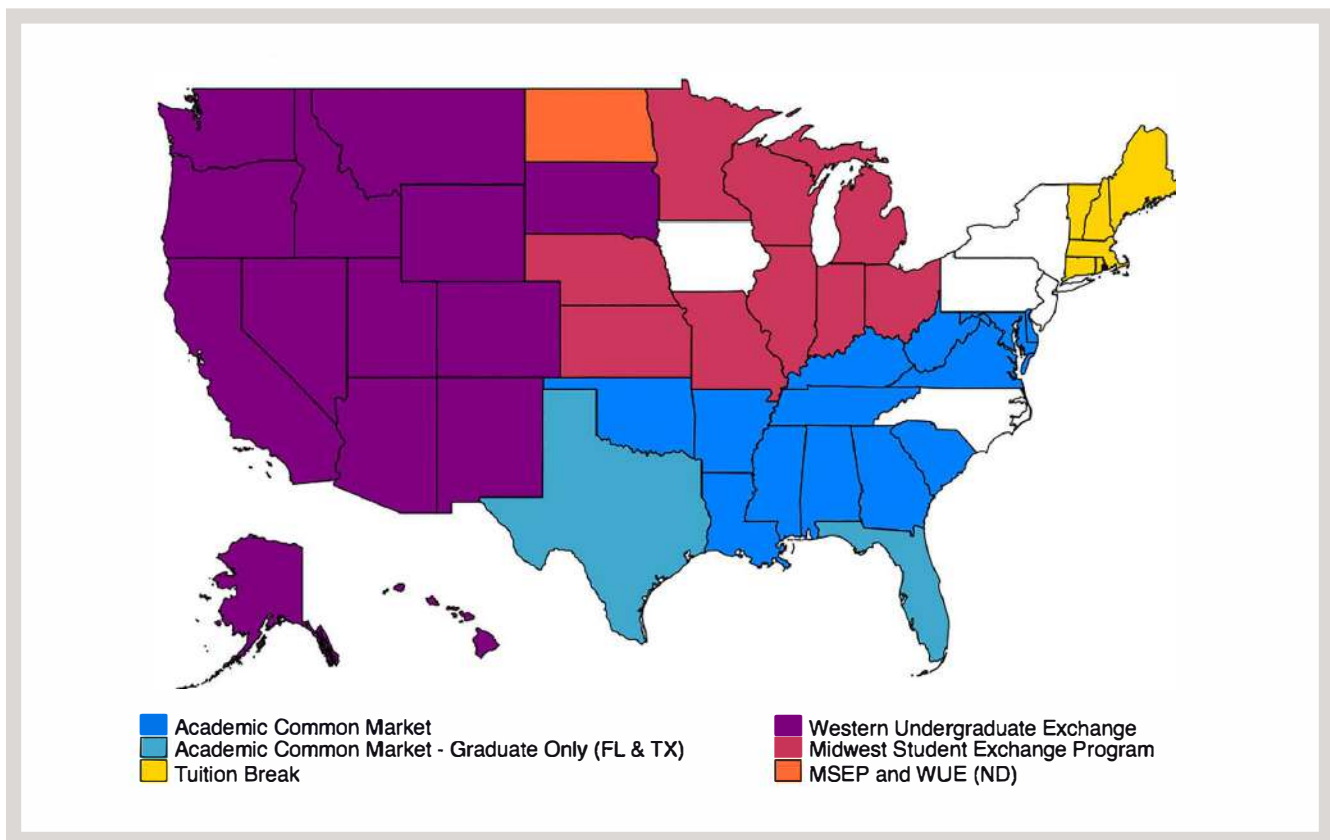 Academic Common Market
Academic Common Market - Graduate Only (FL & TX)
Tuition Break
Western Undergraduate Exchange
Midwest Student Exchange Program
MSEP and WUE (ND)